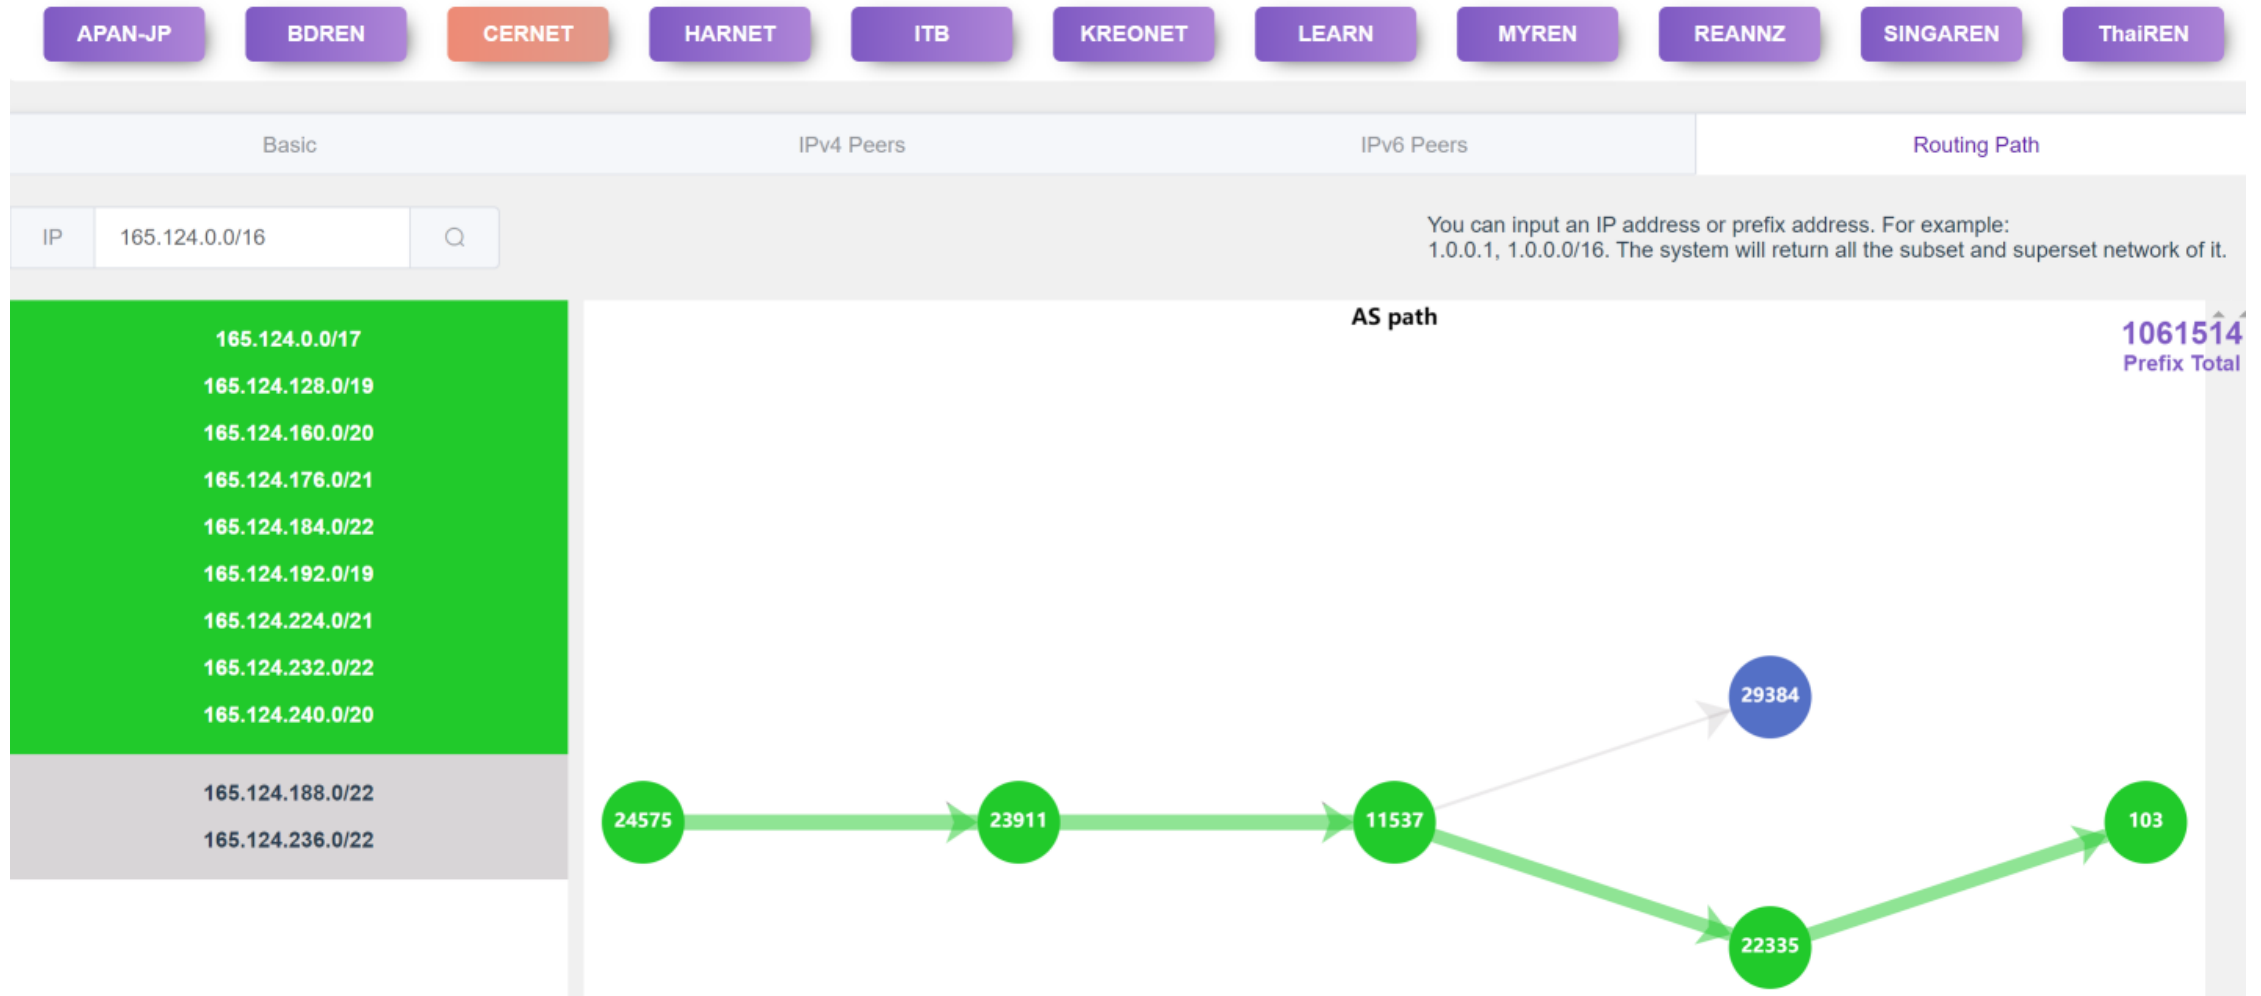 APAN-JP BDREN CERNET HARNET ITB KREONET LEARN MYREN REANNZ SINGAREN ThaiREN
Basic IPv4 Peers IPv6 Peers Routing Path
IP 165.124.0.0/16
You can input an IP address or prefix address. For example:
1.0.0.1, 1.0.0.0/16. The system will return all the subset and superset network of it.
165.124.0.0/17
165.124.128.0/19
165.124.160.0/20
165.124.176.0/21
165.124.184.0/22
165.124.192.0/19
165.124.224.0/21
165.124.232.0/22
165.124.240.0/20
165.124.188.0/22
165.124.236.0/22
AS path
1061514
Prefix Total
29384
24575 23911 11537 103
22335